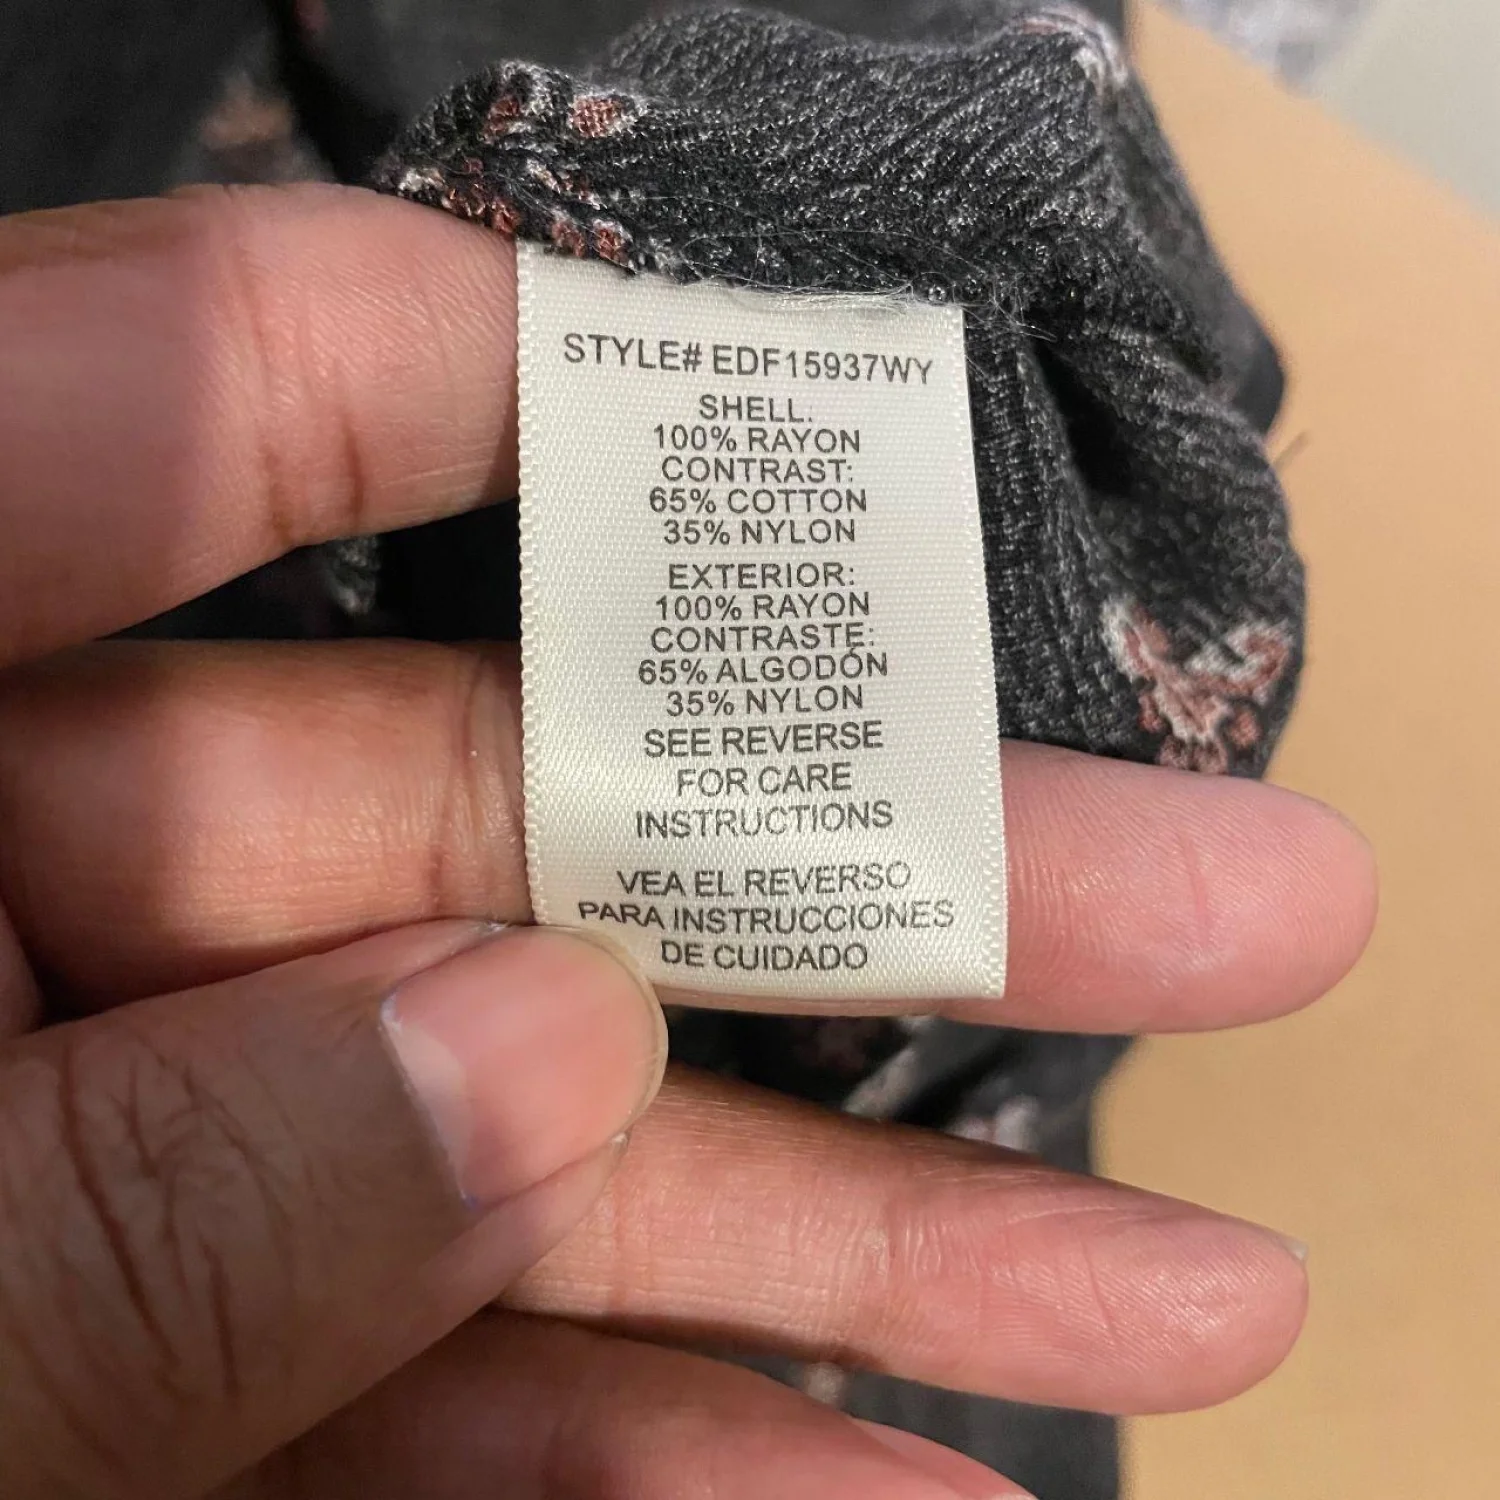 STYLE# EDF15937WY
SHELL:
100% RAYON
CONTRAST:
65% COTTON
35% NYLON
EXTERIOR:
100% RAYON
CONTRASTE:
65% ALGODÓN
35% NYLON
SEE REVERSE
FOR CARE
INSTRUCTIONS
VEA EL REVERSO
PARA INSTRUCCIONES
DE CUIDADO